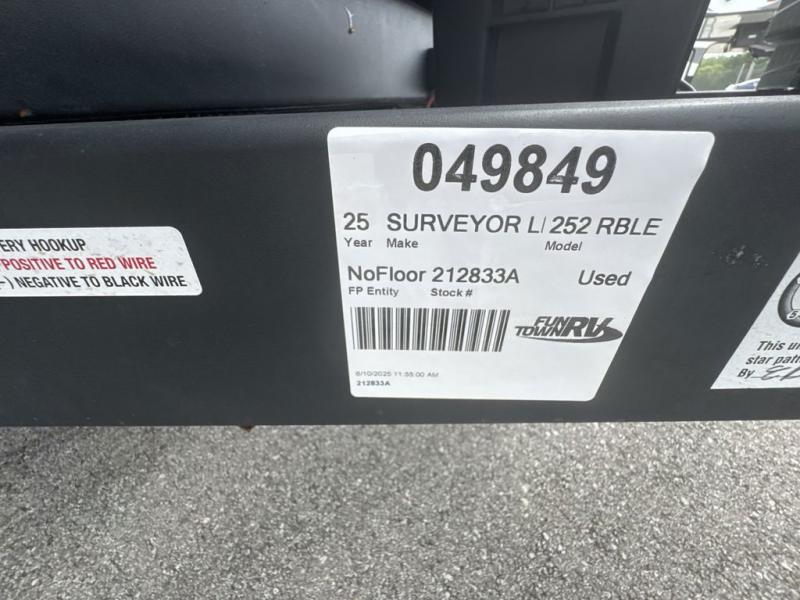 049849
25 SURVEYOR L 252 RBLE
Year Make Model
NoFloor 212833A Used
FP Entity Stock #
FUN TOWN RV
6/10/2025 11:55:00 AM
212833A
ERY HOOKUP
POSITIVE TO RED WIRE
(-) NEGATIVE TO BLACK WIRE
This u
star patt
By